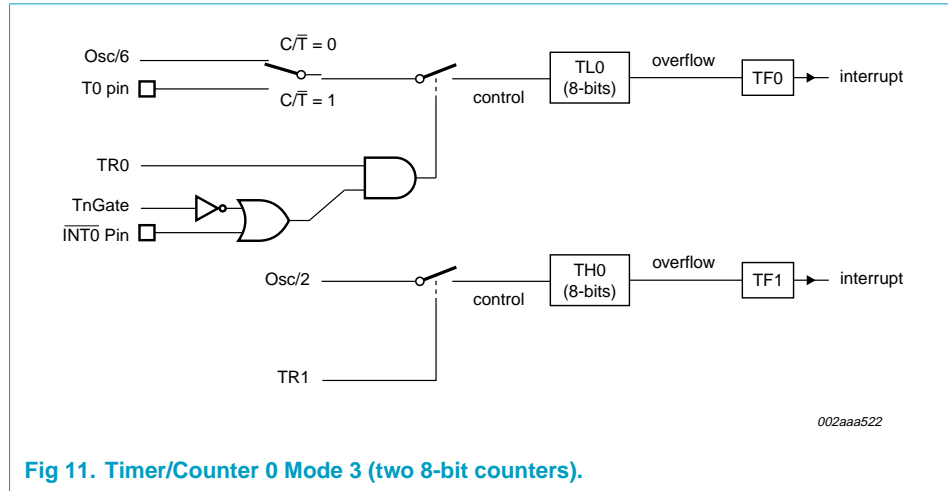 C/T̅ = 0
Osc/6
T0 pin
C/T̅ = 1
TL0
(8-bits)
overflow
TF0
interrupt
control
TR0
TnGate
I̅N̅T̅0̅ Pin
Osc/2
TH0
(8-bits)
overflow
TF1
interrupt
control
TR1
002aaa522
Fig 11. Timer/Counter 0 Mode 3 (two 8-bit counters).